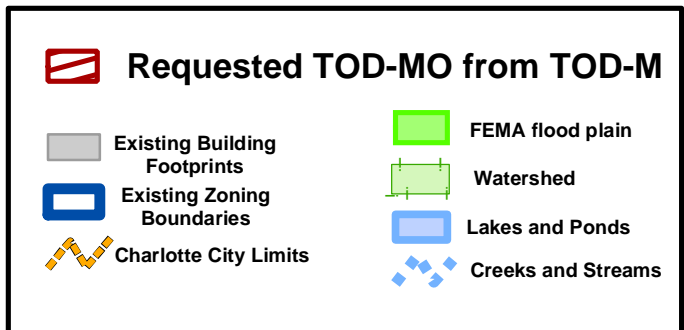 Requested TOD-MO from TOD-M
Existing Building
Footprints
Existing Zoning
Boundaries
Charlotte City Limits
FEMA flood plain
Watershed
Lakes and Ponds
Creeks and Streams